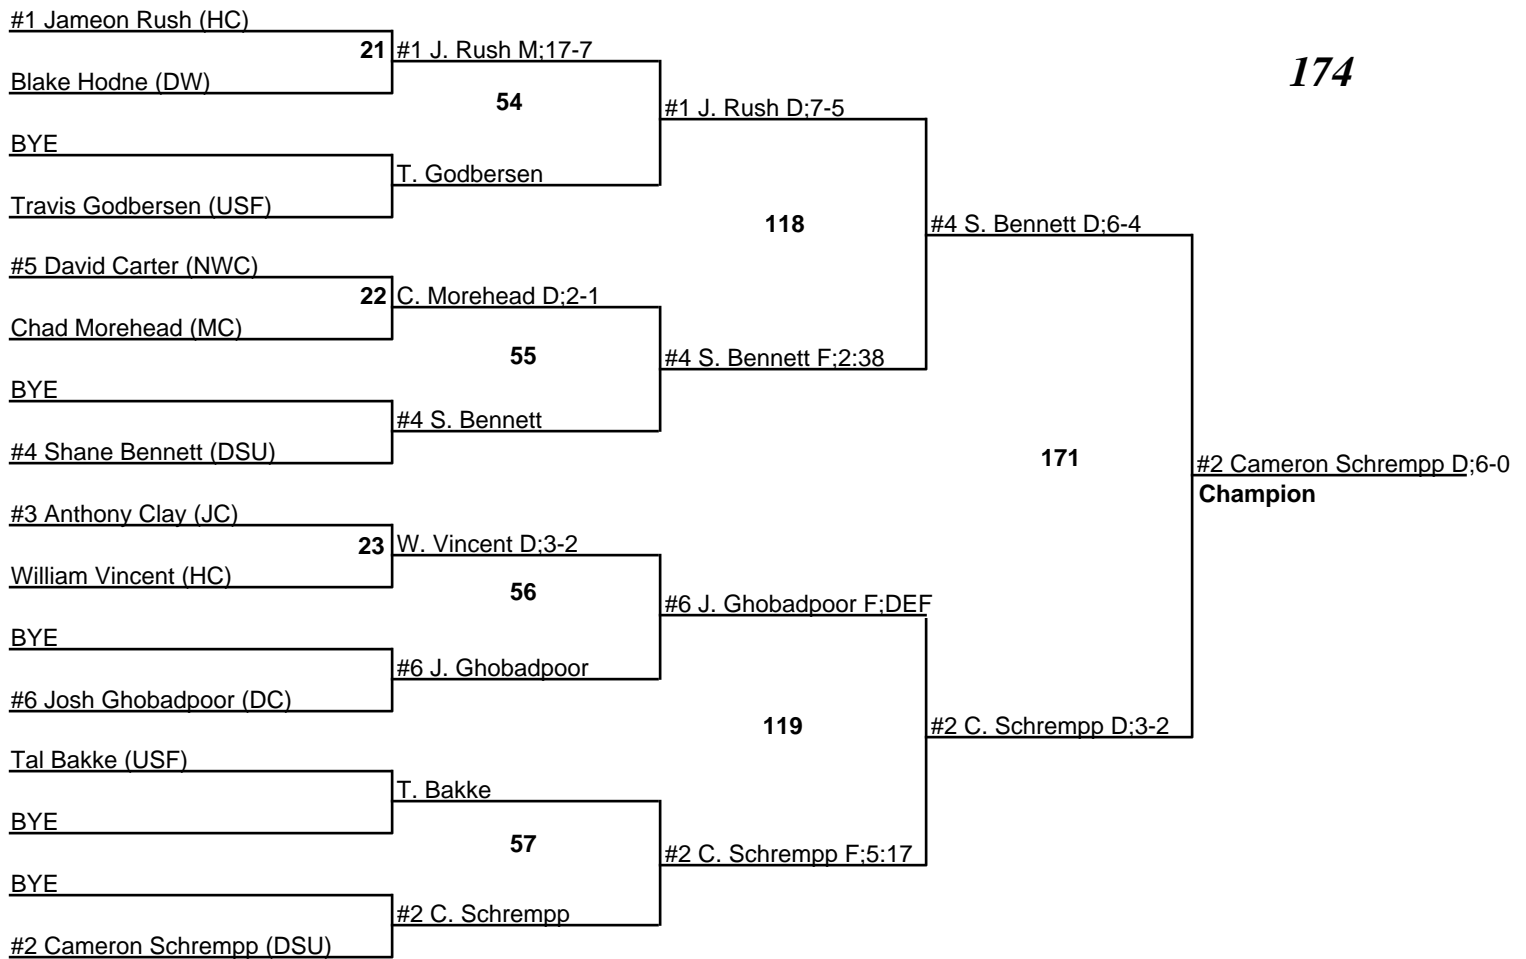 #1 Jameon Rush (HC)
21 #1 J. Rush M;17-7
174
Blake Hodne (DW)
54
#1 J. Rush D;7-5
BYE
T. Godbersen
Travis Godbersen (USF)
118
#4 S. Bennett D;6-4
#5 David Carter (NWC)
22 C. Morehead D;2-1
Chad Morehead (MC)
55
#4 S. Bennett F;2:38
BYE
#4 S. Bennett
#4 Shane Bennett (DSU)
171
#2 Cameron Schrempp D;6-0
Champion
#3 Anthony Clay (JC)
23 W. Vincent D;3-2
William Vincent (HC)
56
#6 J. Ghobadpoor F;DEF
BYE
#6 J. Ghobadpoor
#6 Josh Ghobadpoor (DC)
119
#2 C. Schrempp D;3-2
Tal Bakke (USF)
T. Bakke
BYE
57
#2 C. Schrempp F;5:17
BYE
#2 C. Schrempp
#2 Cameron Schrempp (DSU)